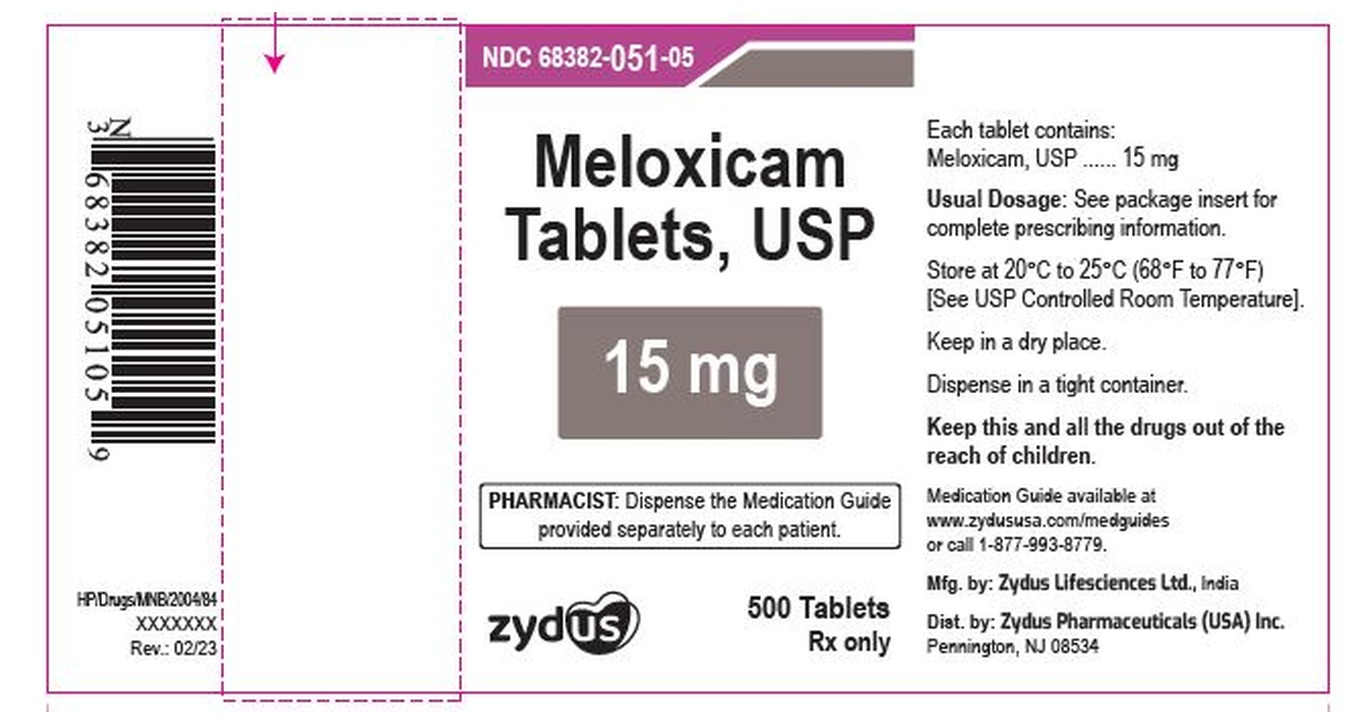 N
3
68382 05105
9
HP/Drugs/MNB/2004/84
XXXXXXX
Rev.: 02/23
NDC 68382-051-05
Meloxicam
Tablets, USP
15 mg
PHARMACIST: Dispense the Medication Guide
provided separately to each patient.
zydus
500 Tablets
Rx only
Each tablet contains:
Meloxicam, USP ...... 15 mg
Usual Dosage: See package insert for
complete prescribing information.
Store at 20°C to 25°C (68°F to 77°F)
[See USP Controlled Room Temperature].
Keep in a dry place.
Dispense in a tight container.
Keep this and all the drugs out of the
reach of children.
Medication Guide available at
www.zydususa.com/medguides
or call 1-877-993-8779.
Mfg. by: Zydus Lifesciences Ltd., India
Dist. by: Zydus Pharmaceuticals (USA) Inc.
Pennington, NJ 08534